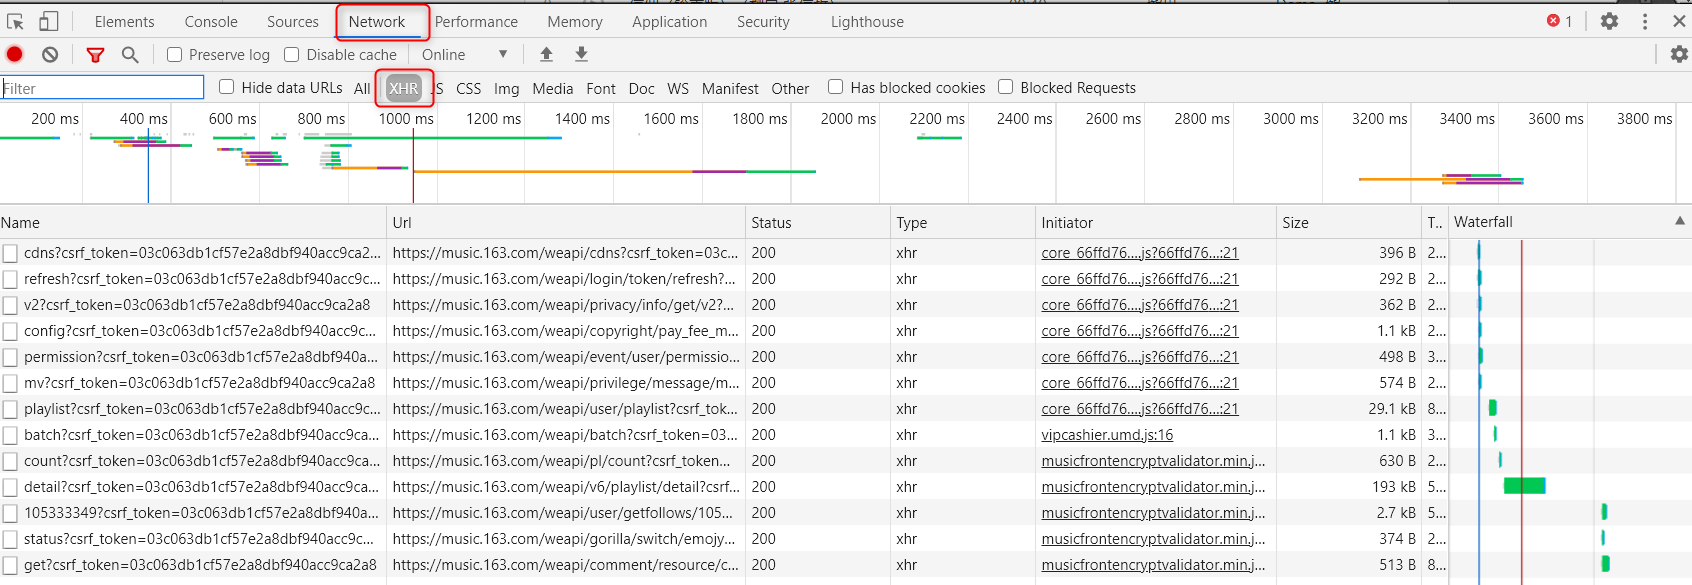 Elements Console Sources Network Performance Memory Application Security Lighthouse 1
Preserve log Disable cache Online
Filter Hide data URLs All XHR JS CSS Img Media Font Doc WS Manifest Other Has blocked cookies Blocked Requests
200 ms 400 ms 600 ms 800 ms 1000 ms 1200 ms 1400 ms 1600 ms 1800 ms 2000 ms 2200 ms 2400 ms 2600 ms 2800 ms 3000 ms 3200 ms 3400 ms 3600 ms 3800 ms
Name Url Status Type Initiator Size T.. Waterfall
cdns?csrf_token=03c063db1cf57e2a8dbf940acc9ca2... https://music.163.com/weapi/cdns?csrf_token=03c... 200 xhr core_66ffd76....js?66ffd76...:21 396 B 2...
refresh?csrf_token=03c063db1cf57e2a8dbf940acc9c... https://music.163.com/weapi/login/token/refresh?... 200 xhr core_66ffd76....js?66ffd76...:21 292 B 2...
v2?csrf_token=03c063db1cf57e2a8dbf940acc9ca2a8 https://music.163.com/weapi/privacy/info/get/v2?... 200 xhr core_66ffd76....js?66ffd76...:21 362 B 2...
config?csrf_token=03c063db1cf57e2a8dbf940acc9c... https://music.163.com/weapi/copyright/pay_fee_m... 200 xhr core_66ffd76....js?66ffd76...:21 1.1 kB 2...
permission?csrf_token=03c063db1cf57e2a8dbf940a... https://music.163.com/weapi/event/user/permissio... 200 xhr core_66ffd76....js?66ffd76...:21 498 B 3...
mv?csrf_token=03c063db1cf57e2a8dbf940acc9ca2a8 https://music.163.com/weapi/privilege/message/m... 200 xhr core_66ffd76....js?66ffd76...:21 574 B 2...
playlist?csrf_token=03c063db1cf57e2a8dbf940acc9c... https://music.163.com/weapi/user/playlist?csrf_tok... 200 xhr core_66ffd76....js?66ffd76...:21 29.1 kB 8...
batch?csrf_token=03c063db1cf57e2a8dbf940acc9ca... https://music.163.com/weapi/batch?csrf_token=03... 200 xhr vipcashier.umd.js:16 1.1 kB 3...
count?csrf_token=03c063db1cf57e2a8dbf940acc9ca... https://music.163.com/weapi/pl/count?csrf_token... 200 xhr musicfrontencryptvalidator.min.j... 630 B 2...
detail?csrf_token=03c063db1cf57e2a8dbf940acc9ca... https://music.163.com/weapi/v6/playlist/detail?csrf... 200 xhr musicfrontencryptvalidator.min.j... 193 kB 5...
105333349?csrf_token=03c063db1cf57e2a8dbf940a... https://music.163.com/weapi/user/getfollows/105... 200 xhr musicfrontencryptvalidator.min.j... 2.7 kB 5...
status?csrf_token=03c063db1cf57e2a8dbf940acc9ca... https://music.163.com/weapi/gorilla/switch/emojy... 200 xhr musicfrontencryptvalidator.min.j... 374 B 2...
get?csrf_token=03c063db1cf57e2a8dbf940acc9ca2a8 https://music.163.com/weapi/comment/resource/c... 200 xhr musicfrontencryptvalidator.min.j... 513 B 8...